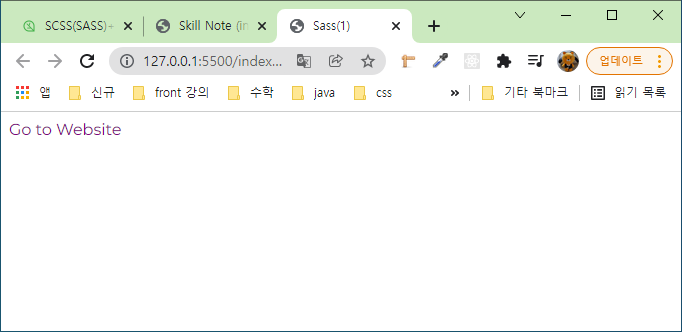 SCSS(SASS)+
Skill Note (in
Sass(1)
127.0.0.1:5500/index...
업데이트
앱 신규 front 강의 수학 java css » 기타 북마크 읽기 목록
Go to Website